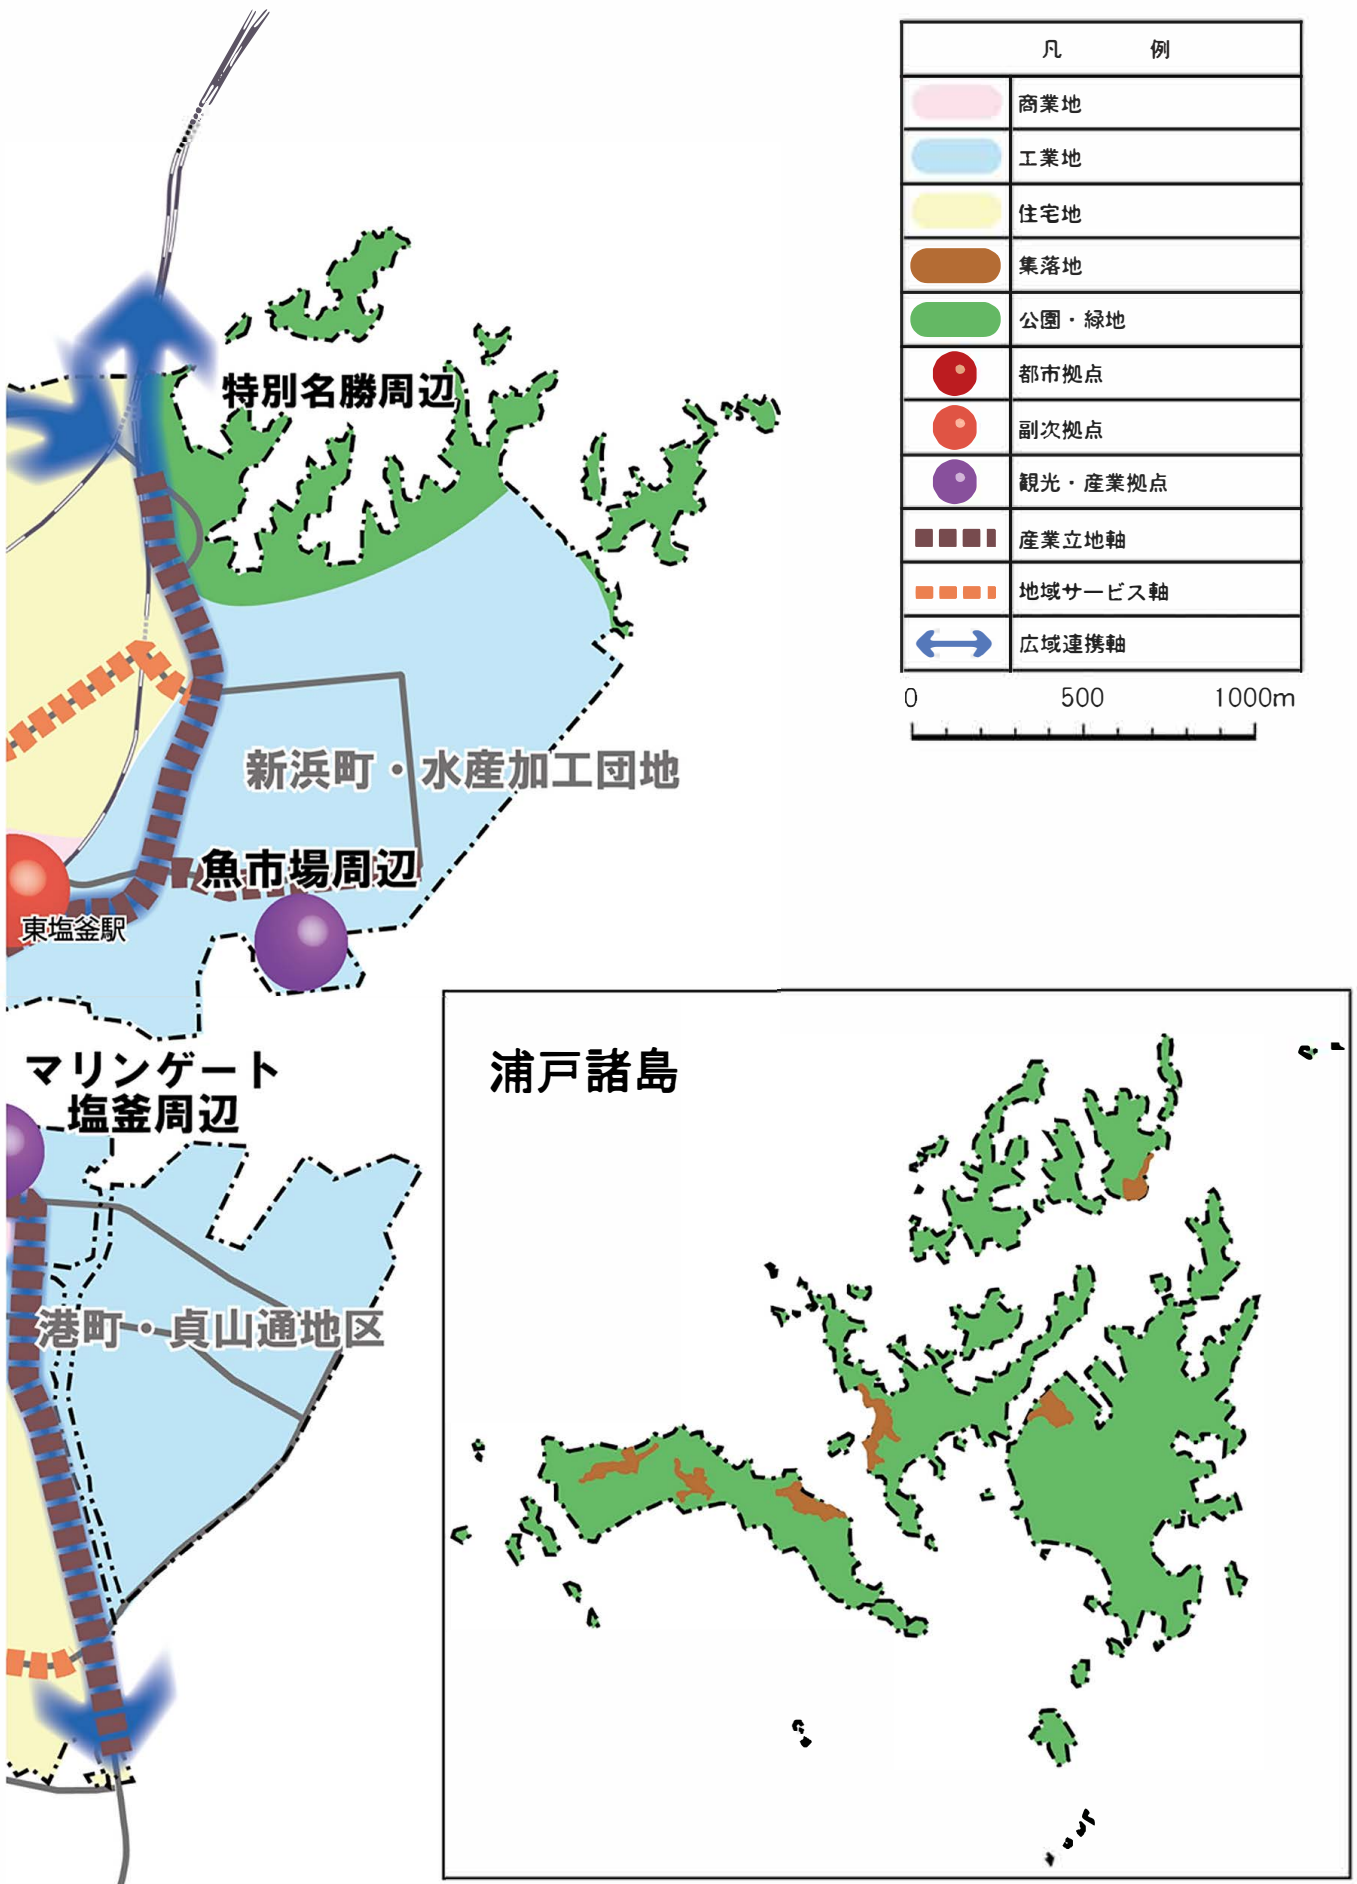 凡　例
商業地
工業地
住宅地
集落地
公園・緑地
都市拠点
副次拠点
観光・産業拠点
産業立地軸
地域サービス軸
広域連携軸
0 500 1000m
特別名勝周辺
新浜町・水産加工団地
魚市場周辺
東塩釜駅
マリンゲート
塩釜周辺
港町・貞山通地区
浦戸諸島